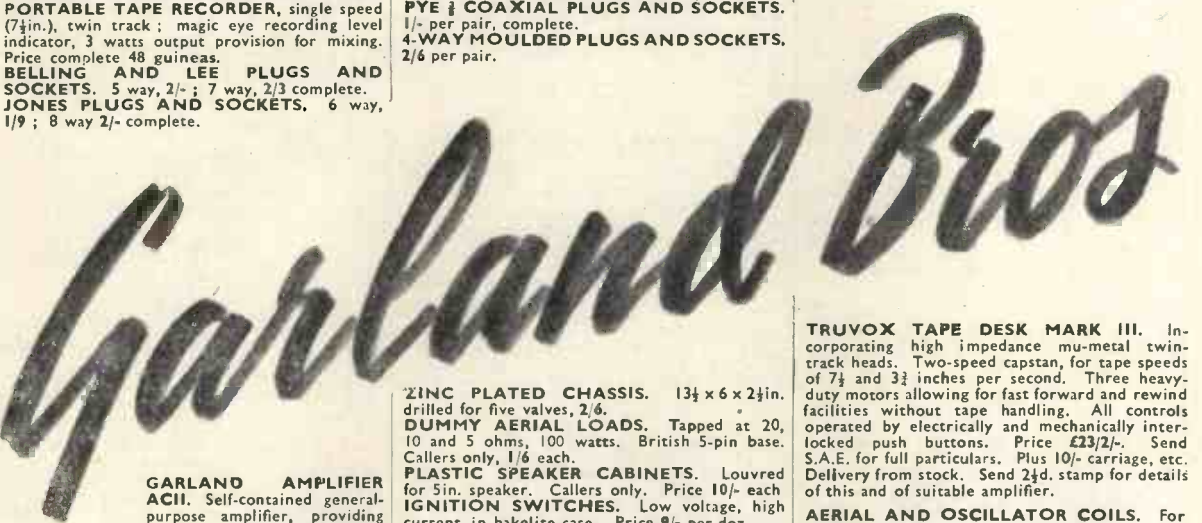 PORTABLE TAPE RECORDER, single speed
(7½in.), twin track ; magic eye recording level
indicator, 3 watts output provision for mixing.
Price complete 48 guineas.
BELLING AND LEE PLUGS AND
SOCKETS. 5 way, 2/- ; 7 way, 2/3 complete.
JONES PLUGS AND SOCKETS. 6 way,
1/9 ; 8 way 2/- complete.
PYE COAXIAL PLUGS AND SOCKETS.
1/- per pair, complete.
4-WAY MOULDED PLUGS AND SOCKETS.
2/6 per pair.
Garland Bros
GARLAND AMPLIFIER
ACII. Self-contained general-
purpose amplifier, providing
ZINC PLATED CHASSIS. 13½ x 6 x 2½in.
drilled for five valves, 2/6.
DUMMY AERIAL LOADS. Tapped at 20,
10 and 5 ohms, 100 watts. British 5-pin base.
Callers only, 1/6 each.
PLASTIC SPEAKER CABINETS. Louvred
for 5in. speaker. Callers only. Price 10/- each
IGNITION SWITCHES. Low voltage, high
current, in bakelite case. Price 9/- per doz.
TRUVOX TAPE DESK MARK III. In-
corporating high impedance mu-metal twin-
track heads. Two-speed capstan, for tape speeds
of 7½ and 3¾ inches per second. Three heavy-
duty motors allowing for fast forward and rewind
facilities without tape handling. All controls
operated by electrically and mechanically inter-
locked push buttons. Price £23/2/-. Send
S.A.E. for full particulars. Plus 10/- carriage, etc.
Delivery from stock. Send 2½d. stamp for details
of this and of suitable amplifier.
AERIAL AND OSCILLATOR COILS. For